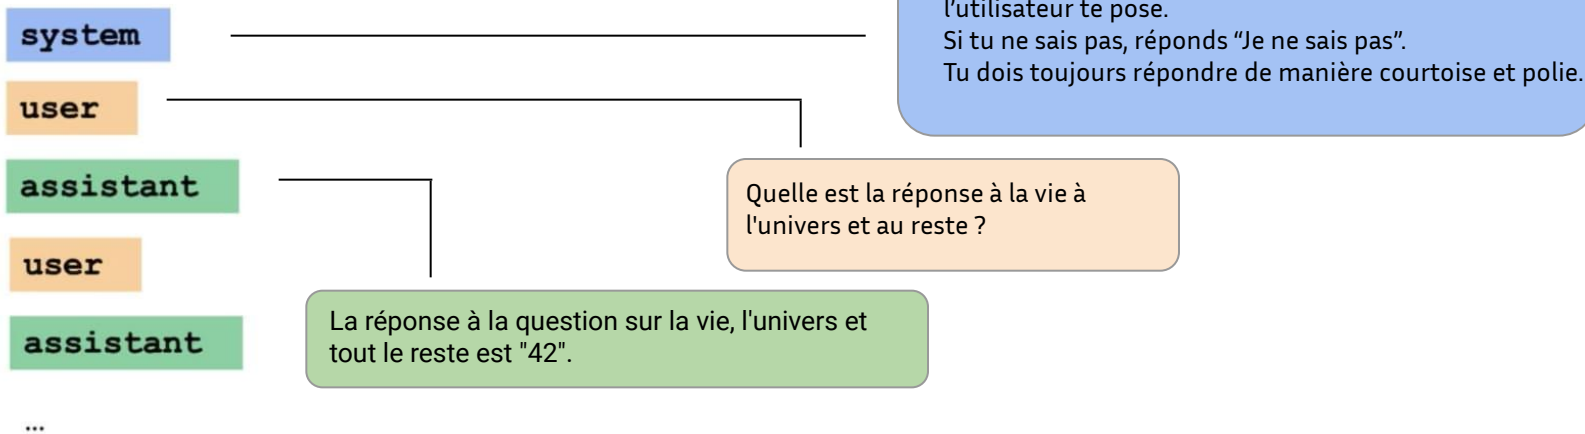 l’utilisateur te pose.
system
Si tu ne sais pas, réponds “Je ne sais pas”.
Tu dois toujours répondre de manière courtoise et polie.
user
assistant
Quelle est la réponse à la vie à
l'univers et au reste ?
user
La réponse à la question sur la vie, l'univers et
tout le reste est "42".
assistant
...